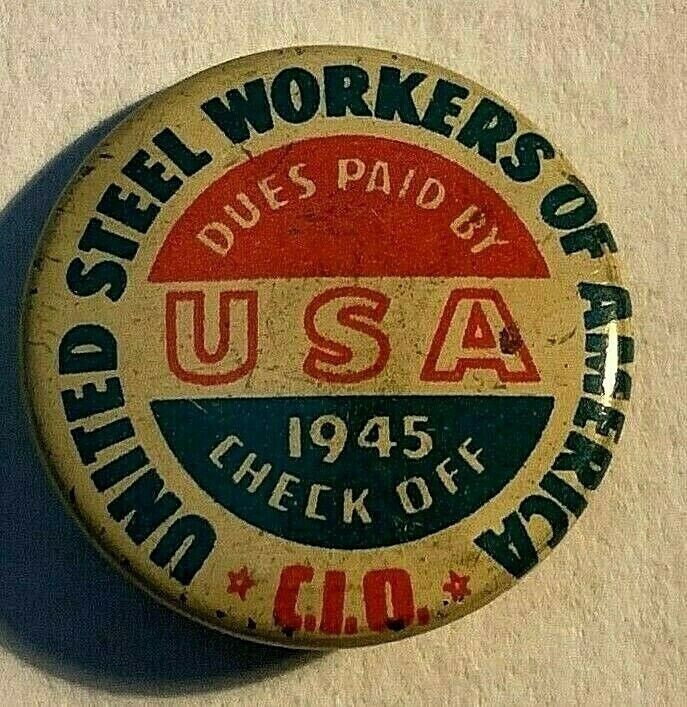 UNITED STEEL WORKERS OF AMERICA
DUES PAID BY
USA
1945
CHECK OFF
C.I.O.